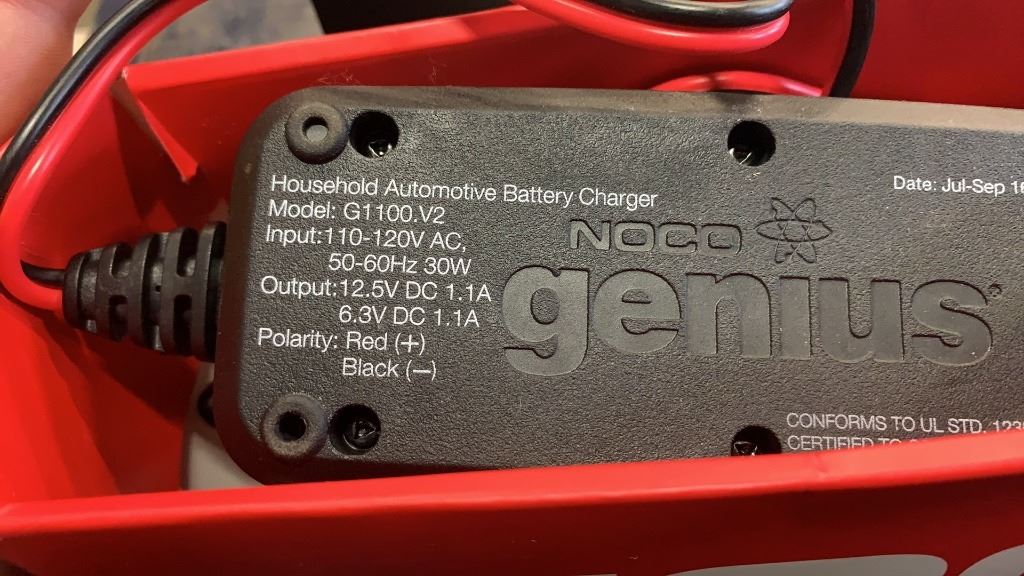 Household Automotive Battery Charger
Model: G1100.V2
Input:110-120V AC,
50-60Hz 30W
Output:12.5V DC 1.1A
6.3V DC 1.1A
Polarity: Red (+)
Black (—)
Date: Jul-Sep 16
NOCO
genius®
CONFORMS TO UL STD. 123
CERTIFIED TO